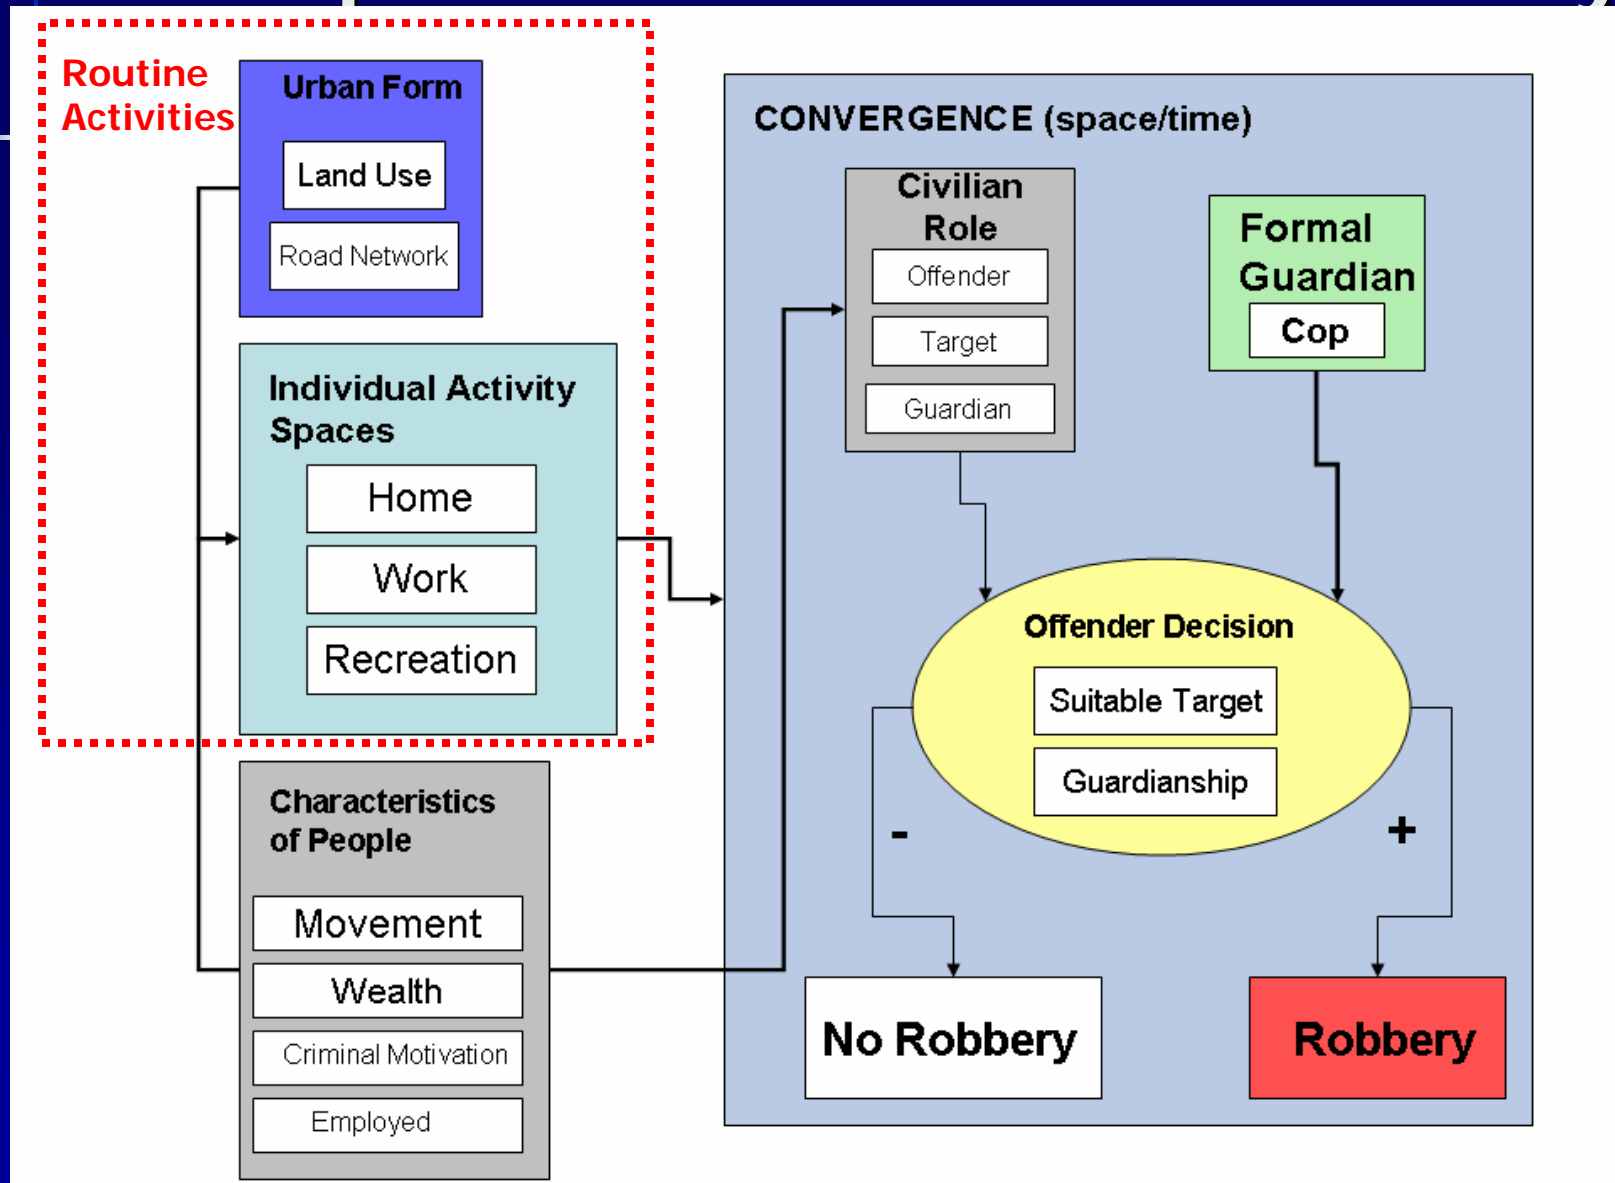 Routine
Activities
Urban Form
Land Use
Road Network
Individual Activity
Spaces
Home
Work
Recreation
Characteristics
of People
Movement
Wealth
Criminal Motivation
Employed
CONVERGENCE (space/time)
Civilian
Role
Offender
Target
Guardian
Formal
Guardian
Cop
Offender Decision
Suitable Target
Guardianship
-
+
No Robbery
Robbery